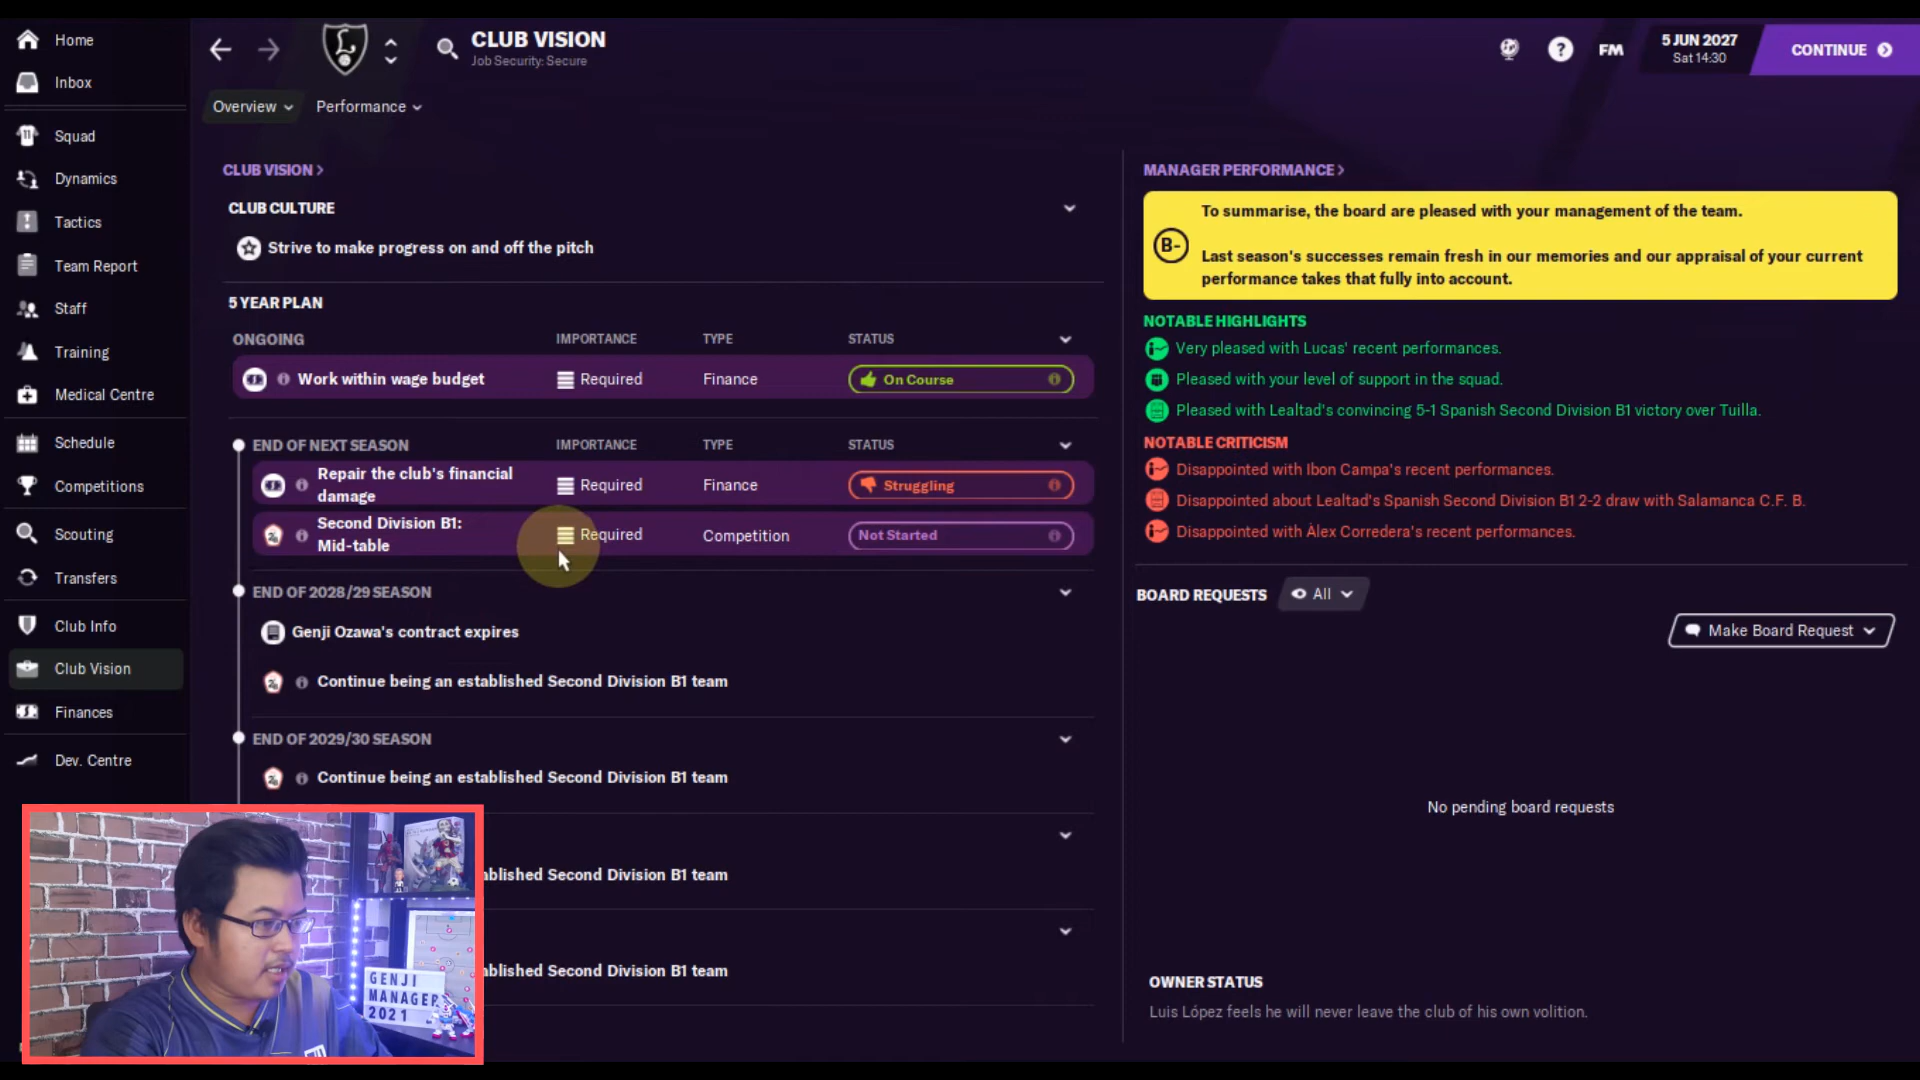 Home
Inbox
Squad
Dynamics
Tactics
Team Report
Staff
Training
Medical Centre
Schedule
Competitions
Scouting
Transfers
Club Info
Club Vision
Finances
Dev. Centre
CLUB VISION
Job Security: Secure
FM
5 JUN 2027
Sat 14:30
CONTINUE
Overview
Performance
CLUB VISION
CLUB CULTURE
Strive to make progress on and off the pitch
5 YEAR PLAN
ONGOING IMPORTANCE TYPE STATUS
Work within wage budget Required Finance On Course
END OF NEXT SEASON IMPORTANCE TYPE STATUS
Repair the club's financial
damage
Required Finance Struggling
Second Division B1:
Mid-table
Required Competition Not Started
END OF 2028/29 SEASON
Genji Ozawa's contract expires
Continue being an established Second Division B1 team
END OF 2029/30 SEASON
Continue being an established Second Division B1 team
ablished Second Division B1 team
ablished Second Division B1 team
MANAGER PERFORMANCE
B-
To summarise, the board are pleased with your management of the team.
Last season's successes remain fresh in our memories and our appraisal of your current
performance takes that fully into account.
NOTABLE HIGHLIGHTS
Very pleased with Lucas' recent performances.
Pleased with your level of support in the squad.
Pleased with Lealtad's convincing 5-1 Spanish Second Division B1 victory over Tuilla.
NOTABLE CRITICISM
Disappointed with Ibon Campa's recent performances.
Disappointed about Lealtad's Spanish Second Division B1 2-2 draw with Salamanca C.F. B.
Disappointed with Àlex Corredera's recent performances.
BOARD REQUESTS
All
Make Board Request
No pending board requests
OWNER STATUS
Luis López feels he will never leave the club of his own volition.
GENJI
MANAGER
2021